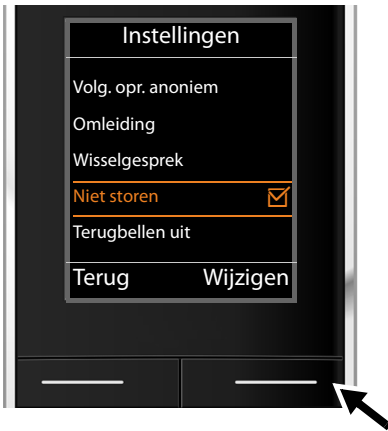 Instellingen
Volg. opr. anoniem
Omleiding
Wisselgesprek
Niet storen
Terugbellen uit
Terug Wijzigen